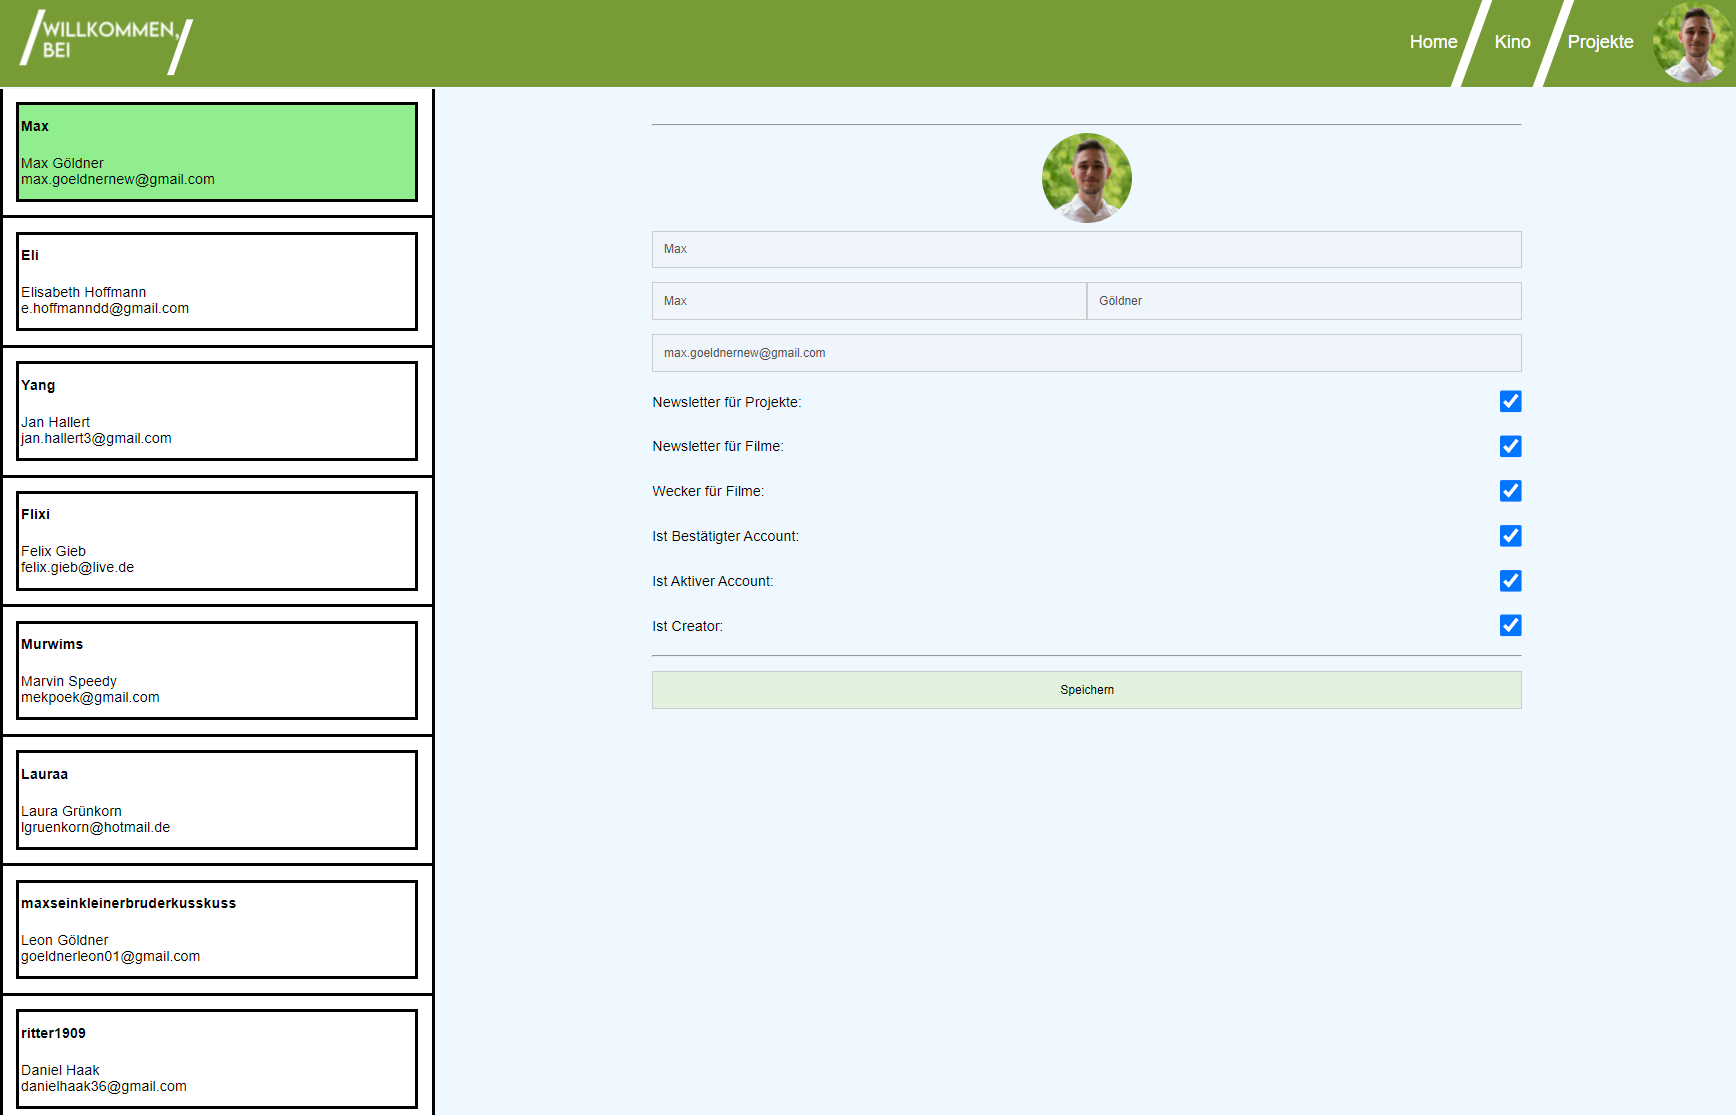 WILLKOMMEN,
BEI
Home
Kino
Projekte
Max
Max Göldner
max.goeldnernew@gmail.com
Eli
Elisabeth Hoffmann
e.hoffmanndd@gmail.com
Yang
Jan Hallert
jan.hallert3@gmail.com
Flixi
Felix Gieb
felix.gieb@live.de
Murwims
Marvin Speedy
mekpoek@gmail.com
Lauraa
Laura Grünkorn
lgruenkorn@hotmail.de
maxseinkleinerbruderkusskuss
Leon Göldner
goeldnerleon01@gmail.com
ritter1909
Daniel Haak
danielhaak36@gmail.com
Max
Max
Göldner
max.goeldnernew@gmail.com
Newsletter für Projekte:
Newsletter für Filme:
Wecker für Filme:
Ist Bestätigter Account:
Ist Aktiver Account:
Ist Creator:
Speichern